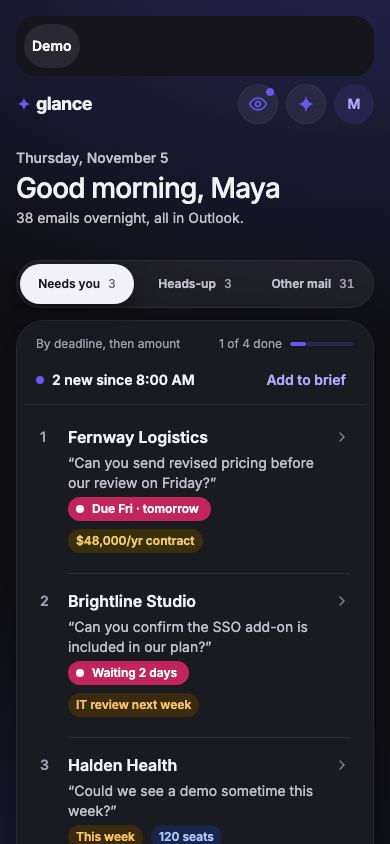 Demo
glance
M
Thursday, November 5
Good morning, Maya
38 emails overnight, all in Outlook.
Needs you 3
Heads-up 3
Other mail 31
By deadline, then amount
1 of 4 done
2 new since 8:00 AM
Add to brief
1
Fernway Logistics
“Can you send revised pricing before
our review on Friday?”
Due Fri · tomorrow
$48,000/yr contract
2
Brightline Studio
“Can you confirm the SSO add-on is
included in our plan?”
Waiting 2 days
IT review next week
3
Halden Health
“Could we see a demo sometime this
week?”
This week
120 seats